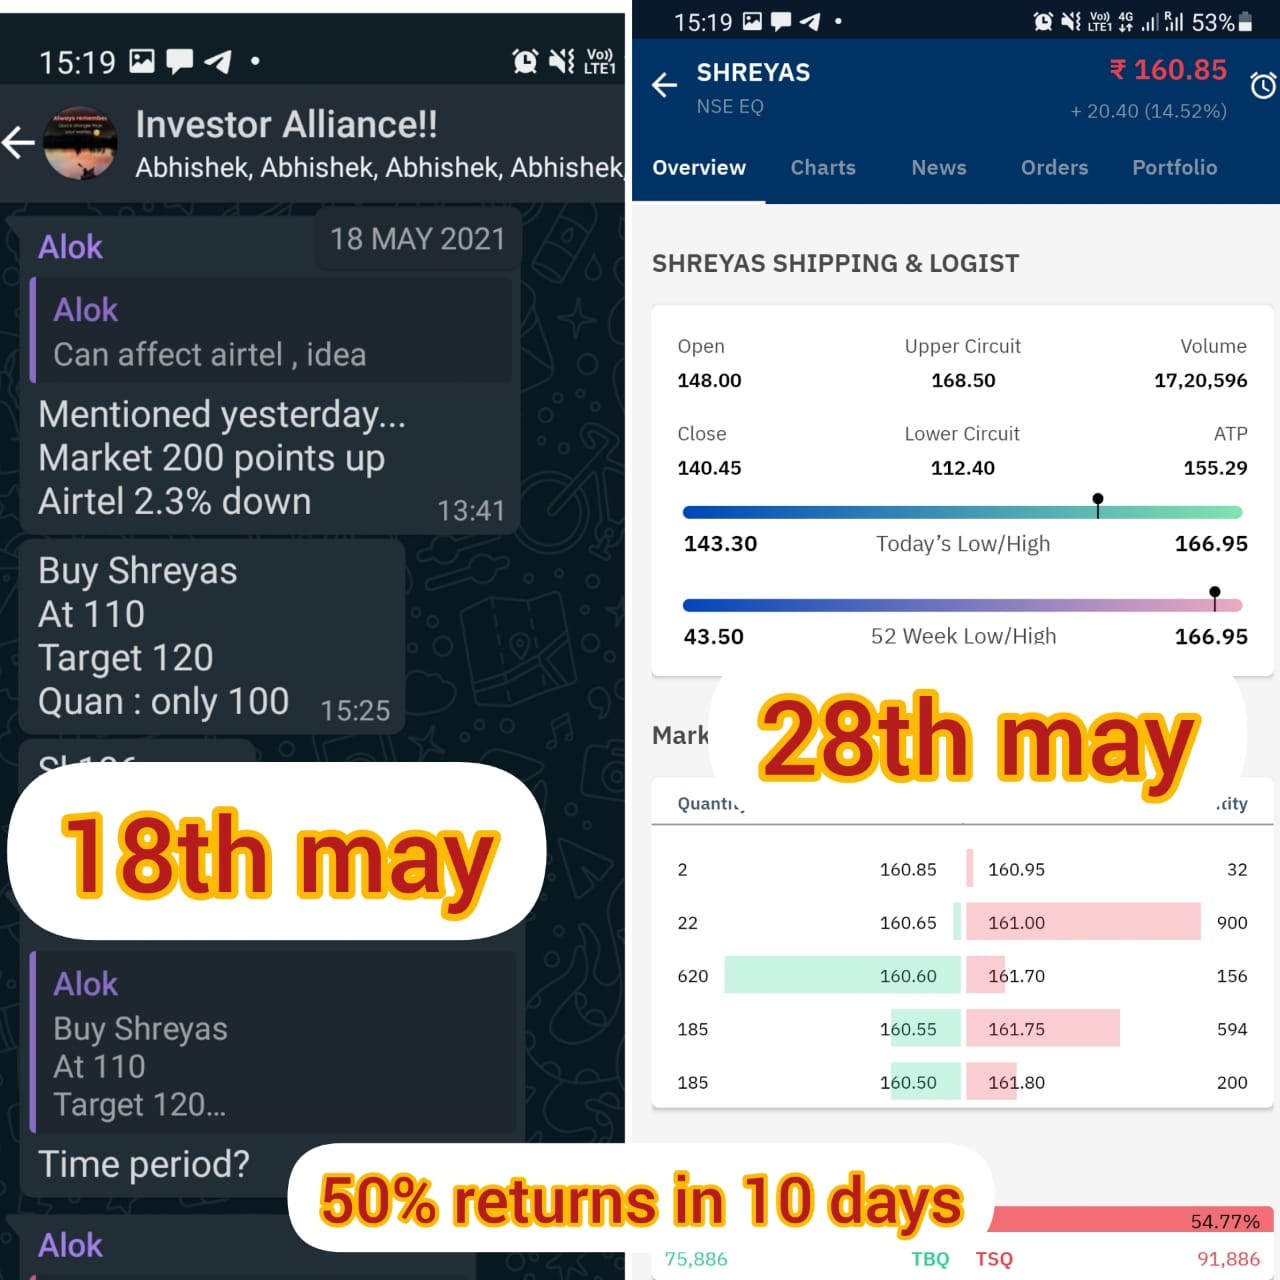 15:19
Vo))
LTE1
Investor Alliance!!
Abhishek, Abhishek, Abhishek, Abhishek,
Always remember
18 MAY 2021
Alok
Alok
Can affect airtel , idea
Mentioned yesterday...
Market 200 points up
Airtel 2.3% down
13:41
Buy Shreyas
At 110
Target 120
Quan : only 100
15:25
18th may
Alok
Buy Shreyas
At 110
Target 120...
Time period?
Alok
15:19
Vo)) 4G R
LTE1
53%
SHREYAS
₹ 160.85
NSE EQ
+ 20.40 (14.52%)
Overview Charts News Orders Portfolio
SHREYAS SHIPPING & LOGIST
Open Upper Circuit Volume
148.00 168.50 17,20,596
Close Lower Circuit ATP
140.45 112.40 155.29
143.30 Today's Low/High 166.95
43.50 52 Week Low/High 166.95
Mark
28th may
2 160.85 160.95 32
22 160.65 161.00 900
620 160.60 161.70 156
185 160.55 161.75 594
185 160.50 161.80 200
50% returns in 10 days
54.77%
75,886 TBQ TSQ 91,886